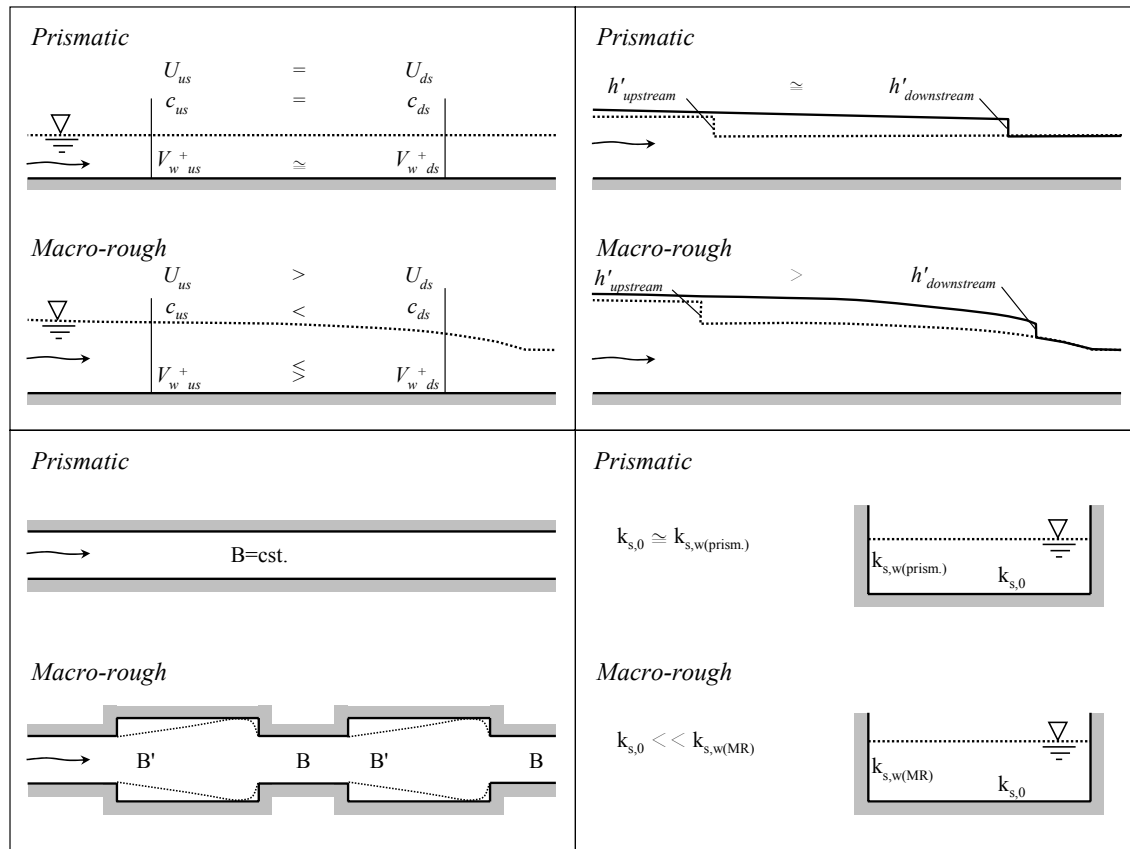 Prismatic
U_us = U_ds
c_us = c_ds
V_w^+_us ≅ V_w^+_ds
Macro-rough
U_us > U_ds
c_us < c_ds
V_w^+_us ≶ V_w^+_ds
Prismatic
h'_upstream ≅ h'_downstream
Macro-rough
h'_upstream > h'_downstream
Prismatic
B=cst.
Macro-rough
B' B B' B
Prismatic
k_s,0 ≅ k_s,w(prism.)
k_s,w(prism.)
k_s,0
Macro-rough
k_s,0 << k_s,w(MR)
k_s,w(MR)
k_s,0